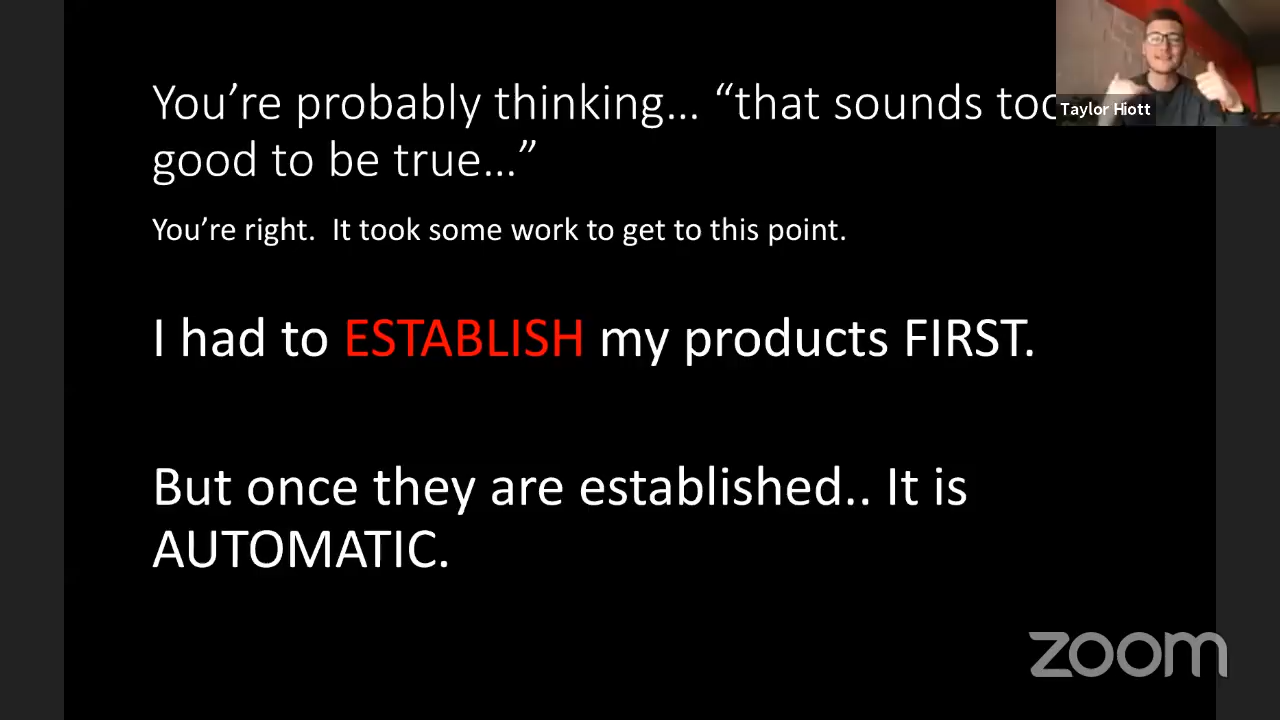 You’re probably thinking… “that sounds too
good to be true…”
Taylor Hiott
You’re right.  It took some work to get to this point.
I had to ESTABLISH my products FIRST.
But once they are established.. It is
AUTOMATIC.
zoom